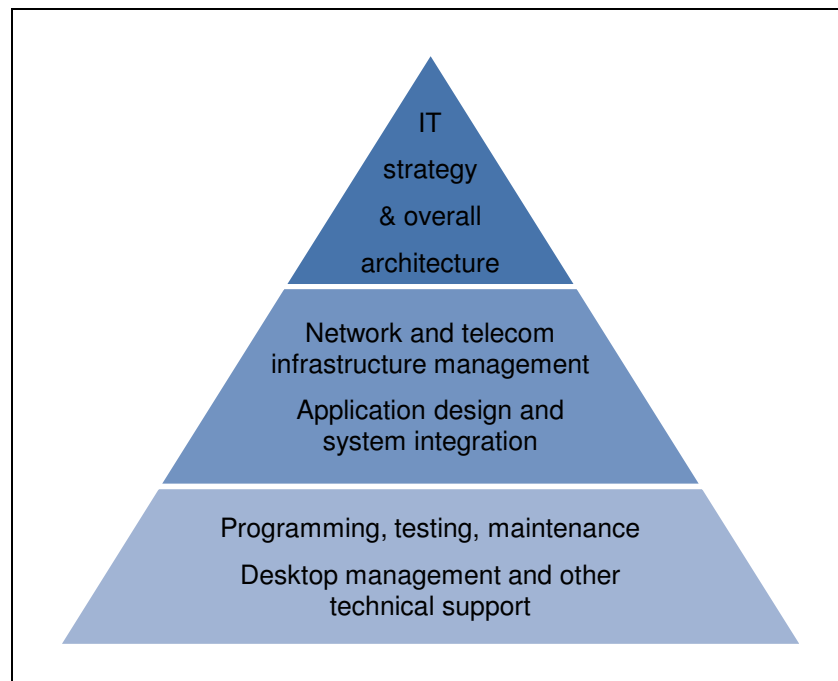 IT
strategy
& overall
architecture
Network and telecom
infrastructure management
Application design and
system integration
Programming, testing, maintenance
Desktop management and other
technical support